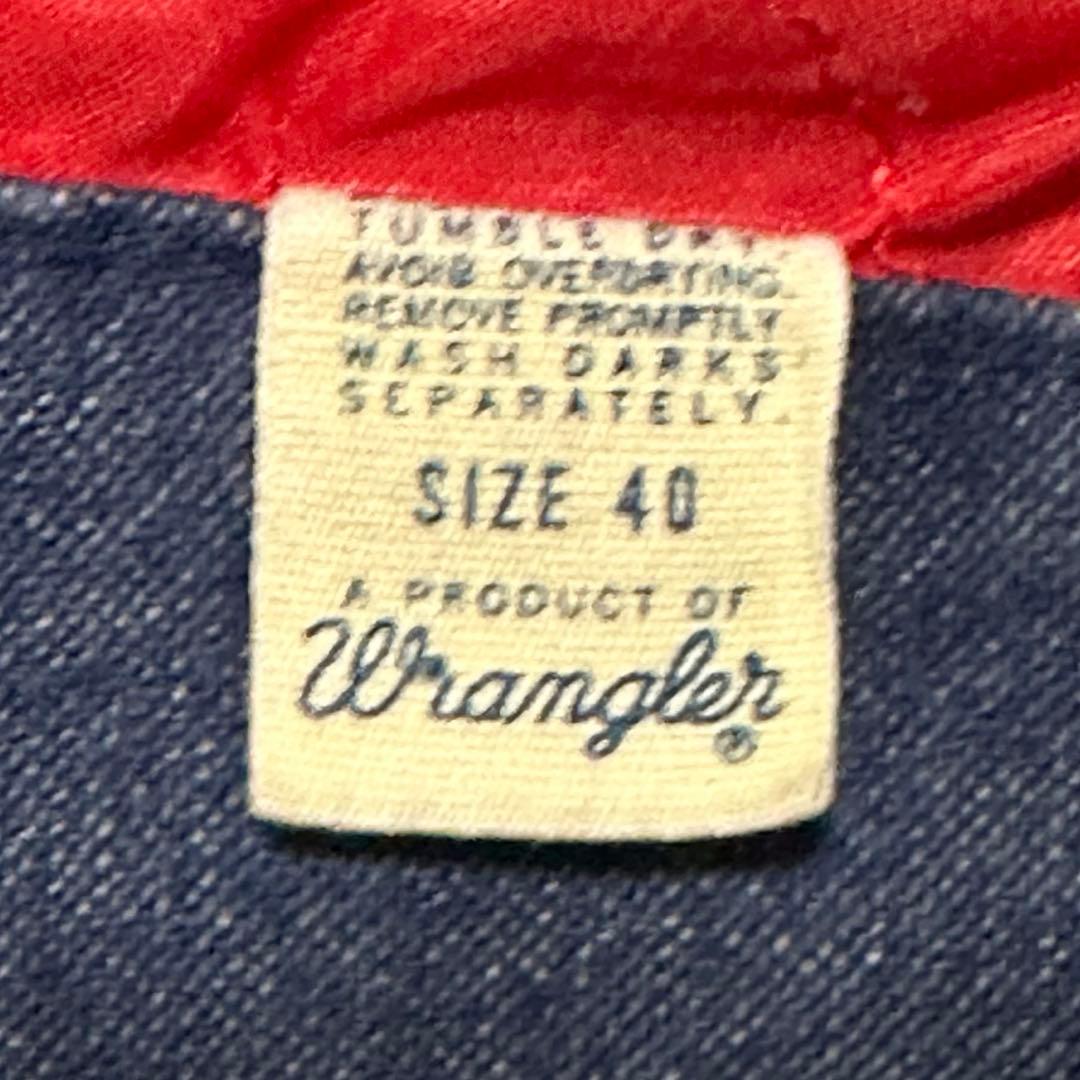 TUMBLE DRY.
AVOID OVERDRYING.
REMOVE PROMPTLY
WASH DARKS
SEPARATELY.
SIZE 40
A PRODUCT OF
Wrangler®